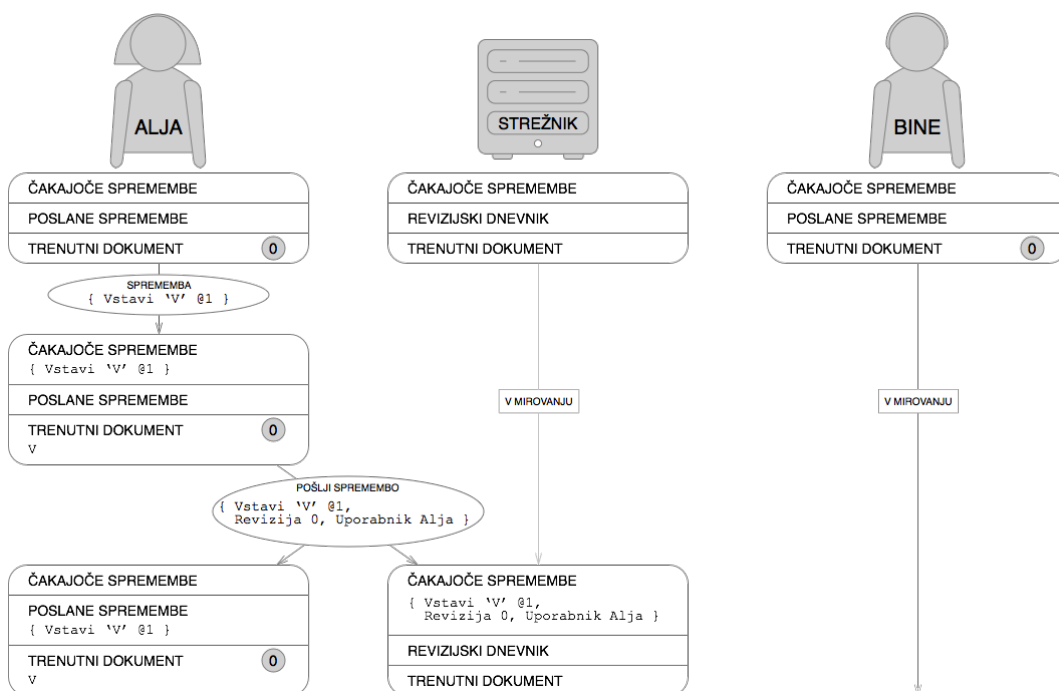 ALJA
STREŽNIK
BINE
ČAKAJOČE SPREMEMBE
POSLANE SPREMEMBE
TRENUTNI DOKUMENT 0
ČAKAJOČE SPREMEMBE
REVIZIJSKI DNEVNIK
TRENUTNI DOKUMENT
ČAKAJOČE SPREMEMBE
POSLANE SPREMEMBE
TRENUTNI DOKUMENT 0
SPREMEMBA
{ Vstavi ‘V’ @1 }
ČAKAJOČE SPREMEMBE
{ Vstavi ‘V’ @1 }
POSLANE SPREMEMBE
TRENUTNI DOKUMENT 0
V
V MIROVANJU
V MIROVANJU
POŠLJI SPREMEMBO
{ Vstavi ‘V’ @1,
Revizija 0, Uporabnik Alja }
ČAKAJOČE SPREMEMBE
POSLANE SPREMEMBE
{ Vstavi ‘V’ @1 }
TRENUTNI DOKUMENT 0
V
ČAKAJOČE SPREMEMBE
{ Vstavi ‘V’ @1,
Revizija 0, Uporabnik Alja }
REVIZIJSKI DNEVNIK
TRENUTNI DOKUMENT